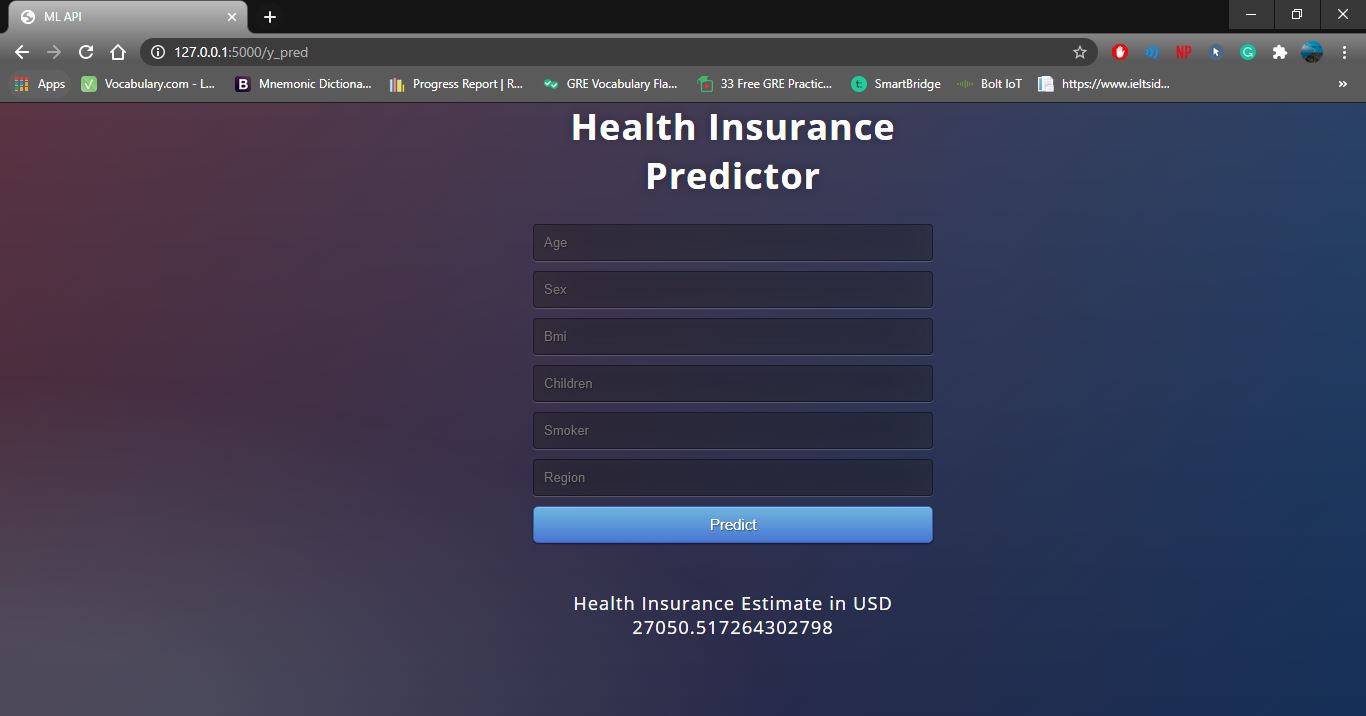 ML API
127.0.0.1:5000/y_pred
Apps
Vocabulary.com - L...
B
Mnemonic Dictiona...
Progress Report | R...
GRE Vocabulary Fla...
33 Free GRE Practic...
SmartBridge
Bolt IoT
https://www.ieltsid...
NP
Health Insurance
Predictor
Age
Sex
Bmi
Children
Smoker
Region
Predict
Health Insurance Estimate in USD
27050.517264302798